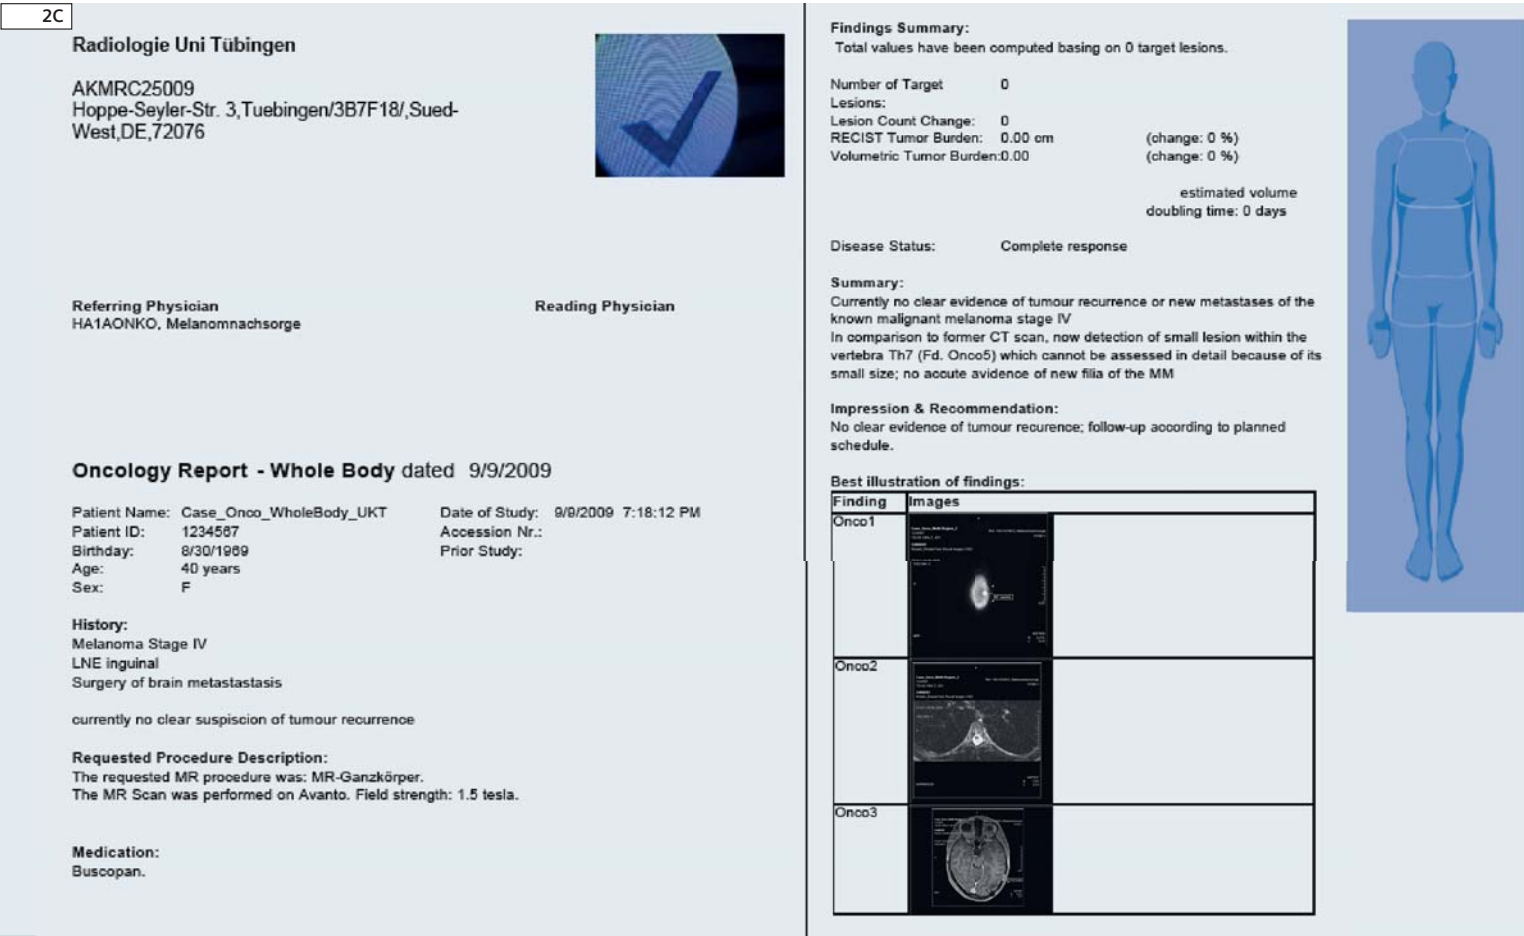 2C
Radiologie Uni Tübingen
AKMRC25009
Hoppe-Seyler-Str. 3,Tuebingen/3B7F18/,Sued-
West,DE,72076
Referring Physician
HA1AONKO, Melanomnachsorge
Reading Physician
Oncology Report - Whole Body dated 9/9/2009
Patient Name: Case_Onco_WholeBody_UKT
Patient ID: 1234567
Birthday: 8/30/1969
Age: 40 years
Sex: F
Date of Study: 9/9/2009 7:18:12 PM
Accession Nr.:
Prior Study:
History:
Melanoma Stage IV
LNE inguinal
Surgery of brain metastastasis
currently no clear suspiscion of tumour recurrence
Requested Procedure Description:
The requested MR procedure was: MR-Ganzkörper.
The MR Scan was performed on Avanto. Field strength: 1.5 tesla.
Medication:
Buscopan.
Findings Summary:
Total values have been computed basing on 0 target lesions.
Number of Target 0
Lesions:
Lesion Count Change: 0
RECIST Tumor Burden: 0.00 cm (change: 0 %)
Volumetric Tumor Burden:0.00 (change: 0 %)
estimated volume
doubling time: 0 days
Disease Status: Complete response
Summary:
Currently no clear evidence of tumour recurrence or new metastases of the
known malignant melanoma stage IV
In comparison to former CT scan, now detection of small lesion within the
vertebra Th7 (Fd. Onco5) which cannot be assessed in detail because of its
small size; no accute avidence of new filia of the MM
Impression & Recommendation:
No clear evidence of tumour recurence; follow-up according to planned
schedule.
Best illustration of findings:
Finding Images
Onco1
Onco2
Onco3